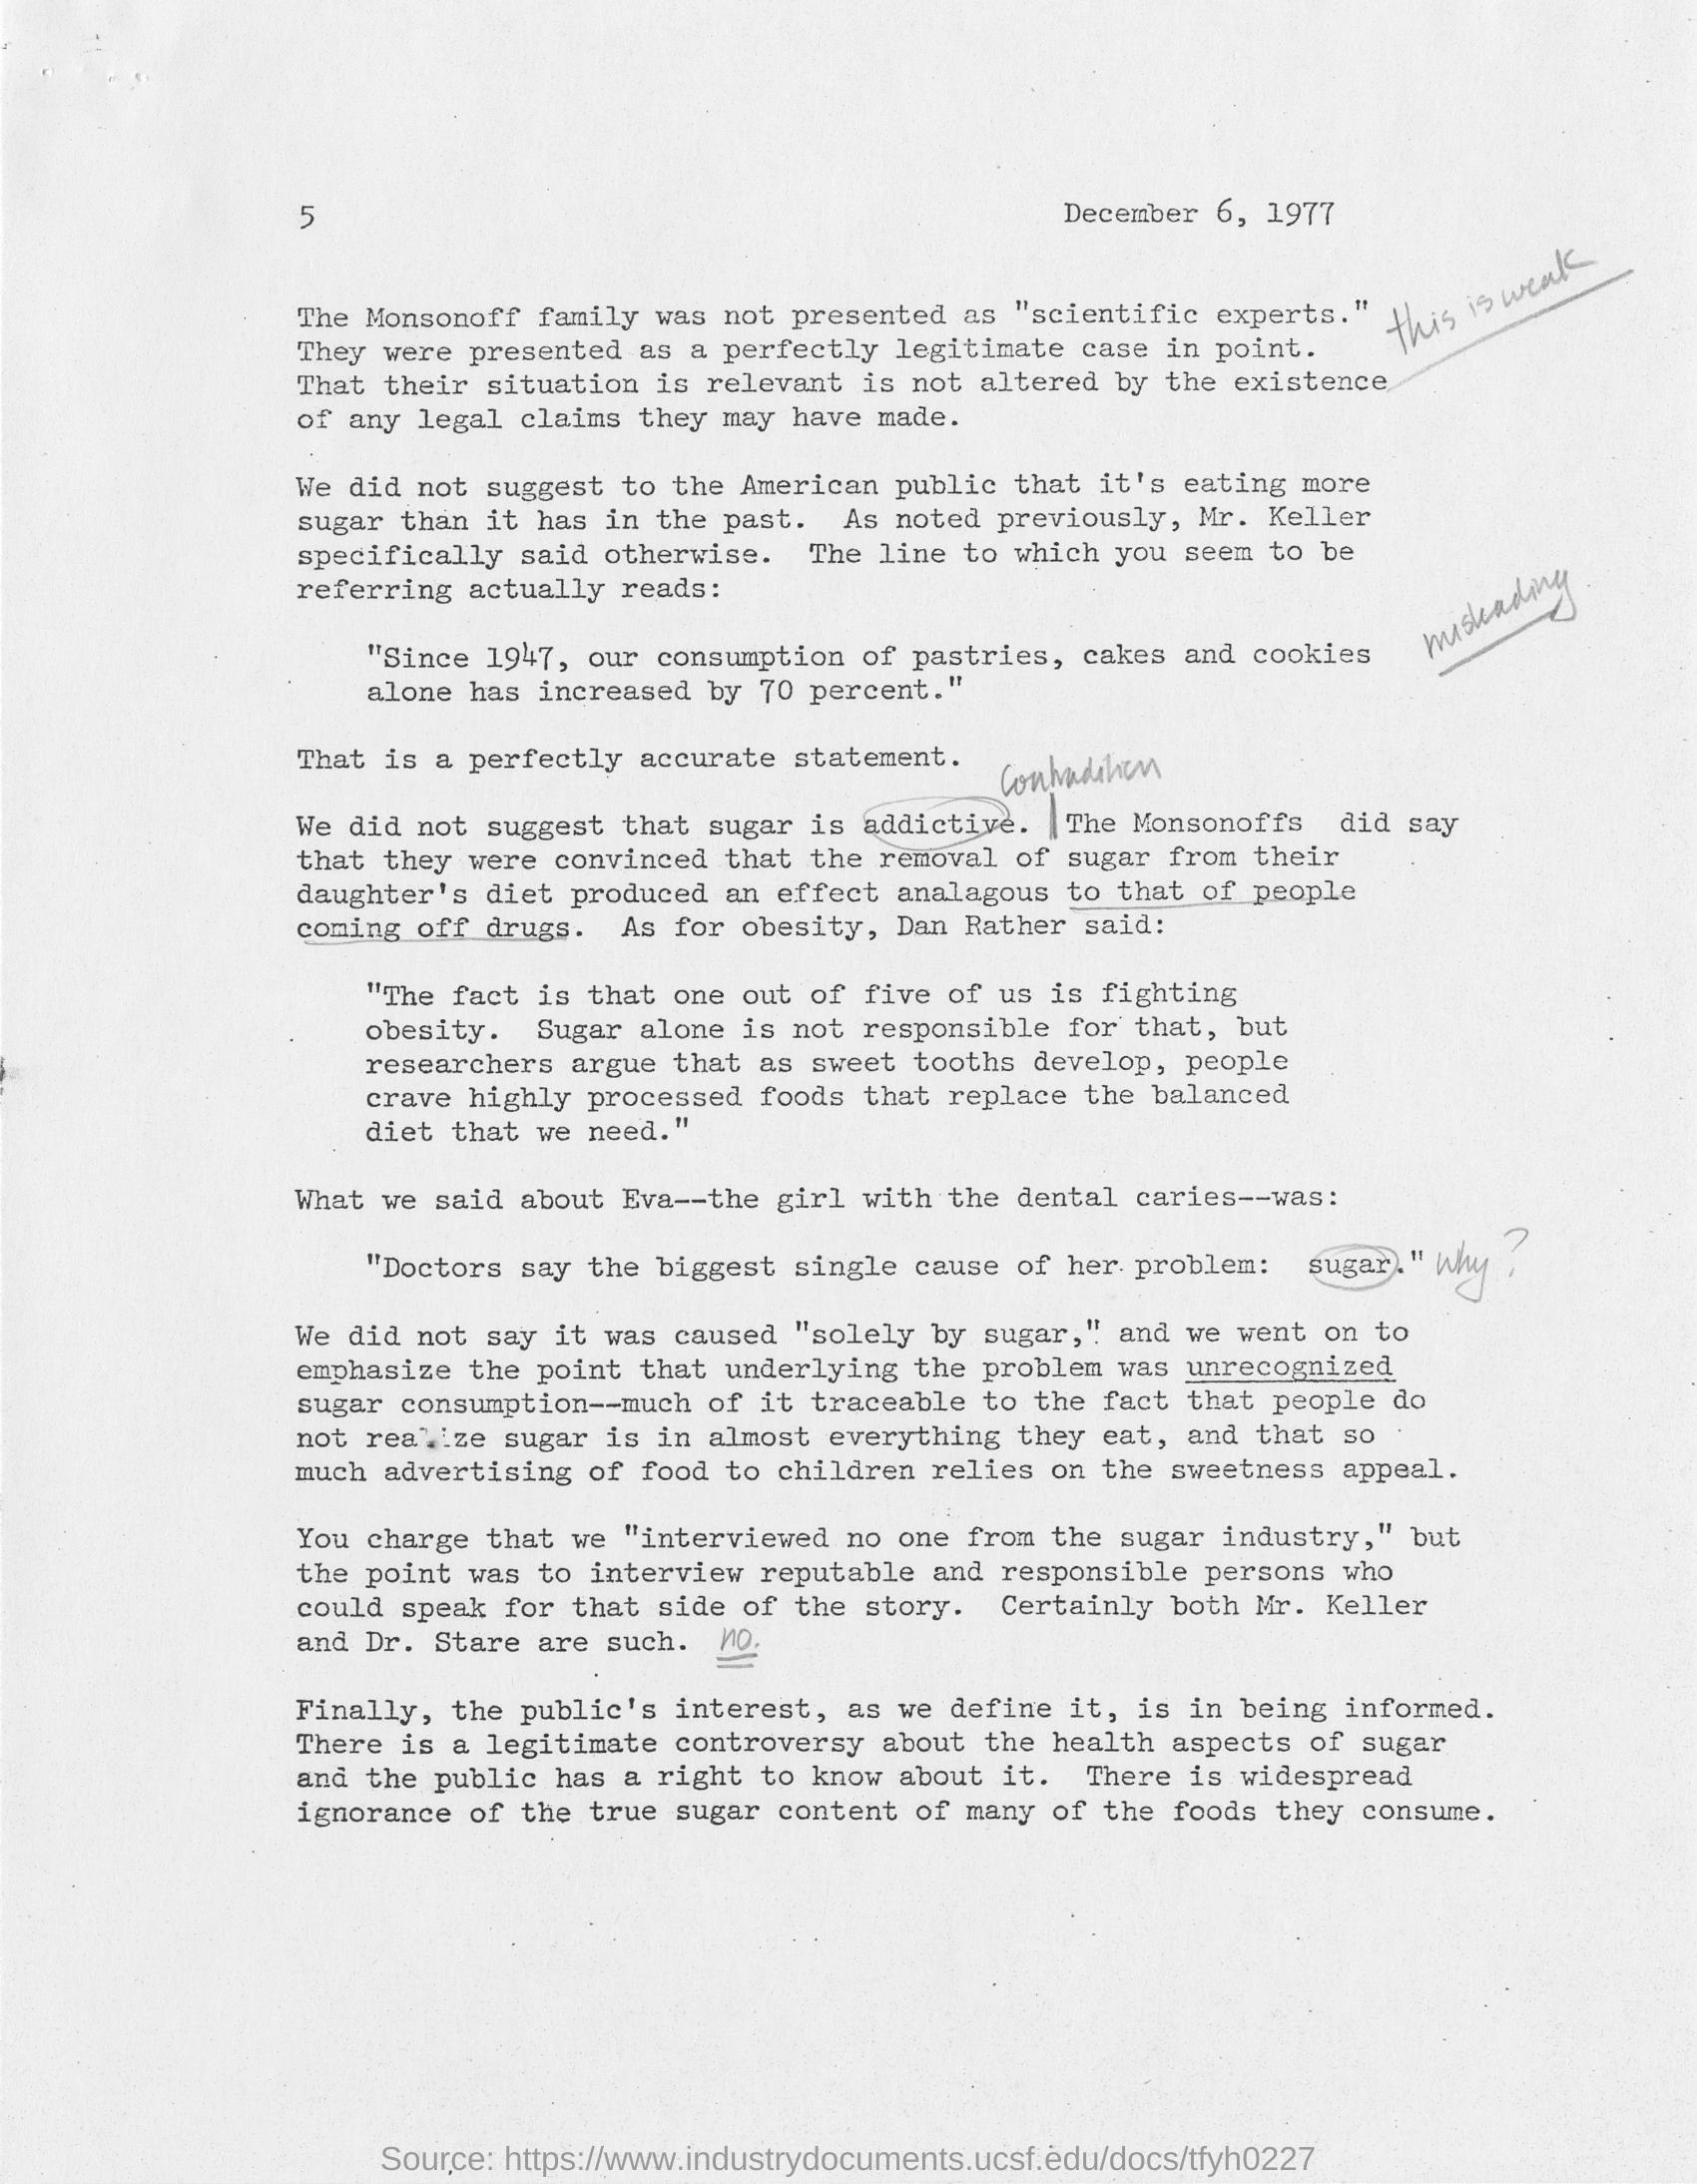 5 December 6, 1977
this is weak
The Monsonoff family was not presented as "scientific experts."
They were presented as a perfectly legitimate case in point.
That their situation is relevant is not altered by the existence
of any legal claims they may have made.
We did not suggest to the American public that it's eating more
sugar than it has in the past. As noted previously, Mr. Keller
specifically said otherwise. The line to which you seem to be
referring actually reads:
misleading
"Since 1947, our consumption of pastries, cakes and cookies
alone has increased by 70 percent."
That is a perfectly accurate statement.
Contradition
We did not suggest that sugar is addictive. The Monsonoffs did say
that they were convinced that the removal of sugar from their
daughter's diet produced an effect analagous to that of people
coming off drugs. As for obesity, Dan Rather said:
"The fact is that one out of five of us is fighting
obesity. Sugar alone is not responsible for that, but
researchers argue that as sweet tooths develop, people
crave highly processed foods that replace the balanced
diet that we need."
What we said about Eva--the girl with the dental caries--was:
"Doctors say the biggest single cause of her problem: sugar." Why?
We did not say it was caused "solely by sugar," and we went on to
emphasize the point that underlying the problem was unrecognized
sugar consumption--much of it traceable to the fact that people do
not realize sugar is in almost everything they eat, and that so
much advertising of food to children relies on the sweetness appeal.
You charge that we "interviewed no one from the sugar industry," but
the point was to interview reputable and responsible persons who
could speak for that side of the story. Certainly both Mr. Keller
and Dr. Stare are such. no.
Finally, the public's interest, as we define it, is in being informed.
There is a legitimate controversy about the health aspects of sugar
and the public has a right to know about it. There is widespread
ignorance of the true sugar content of many of the foods they consume.
Source: https://www.industrydocuments.ucsf.edu/docs/tfyh0227